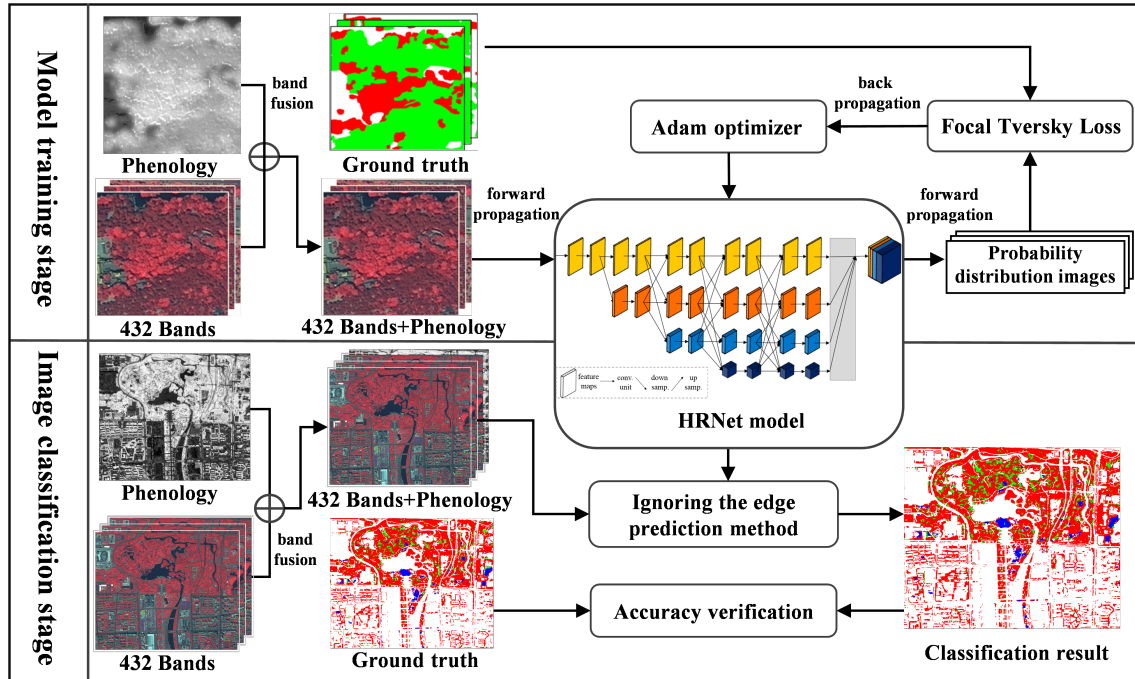 Model training stage
Phenology
band
fusion
432 Bands
Ground truth
432 Bands+Phenology
forward
propagation
Adam optimizer
back
propagation
Focal Tversky Loss
forward
propagation
Probability
distribution images
feature
maps
conv.
unit
down
samp.
up
samp.
HRNet model
Image classification stage
Phenology
band
fusion
432 Bands
432 Bands+Phenology
Ground truth
Ignoring the edge
prediction method
Accuracy verification
Classification result